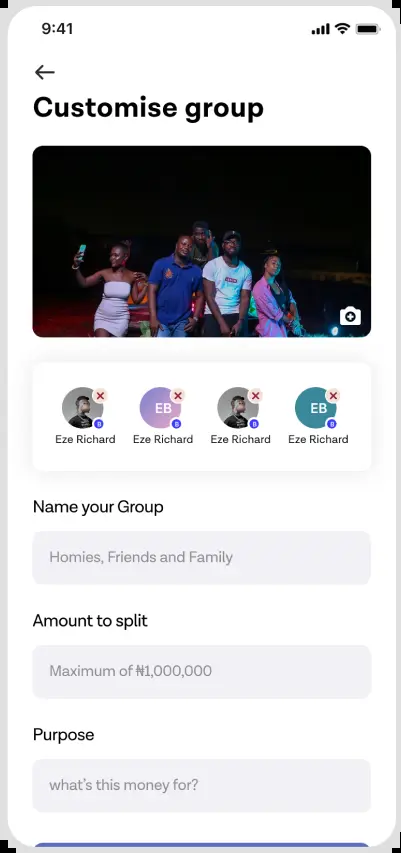 9:41
Customise group
EB EB
B B B B
Eze Richard Eze Richard Eze Richard Eze Richard
Name your Group
Homies, Friends and Family
Amount to split
Maximum of ₦1,000,000
Purpose
what's this money for?